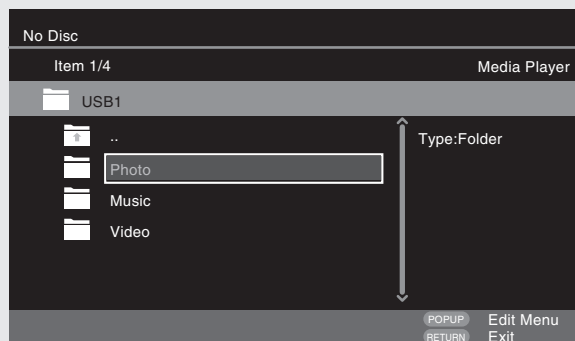 No Disc
Item 1/4 Media Player
USB1
.. Type:Folder
Photo
Music
Video
POPUP Edit Menu
RETURN Exit